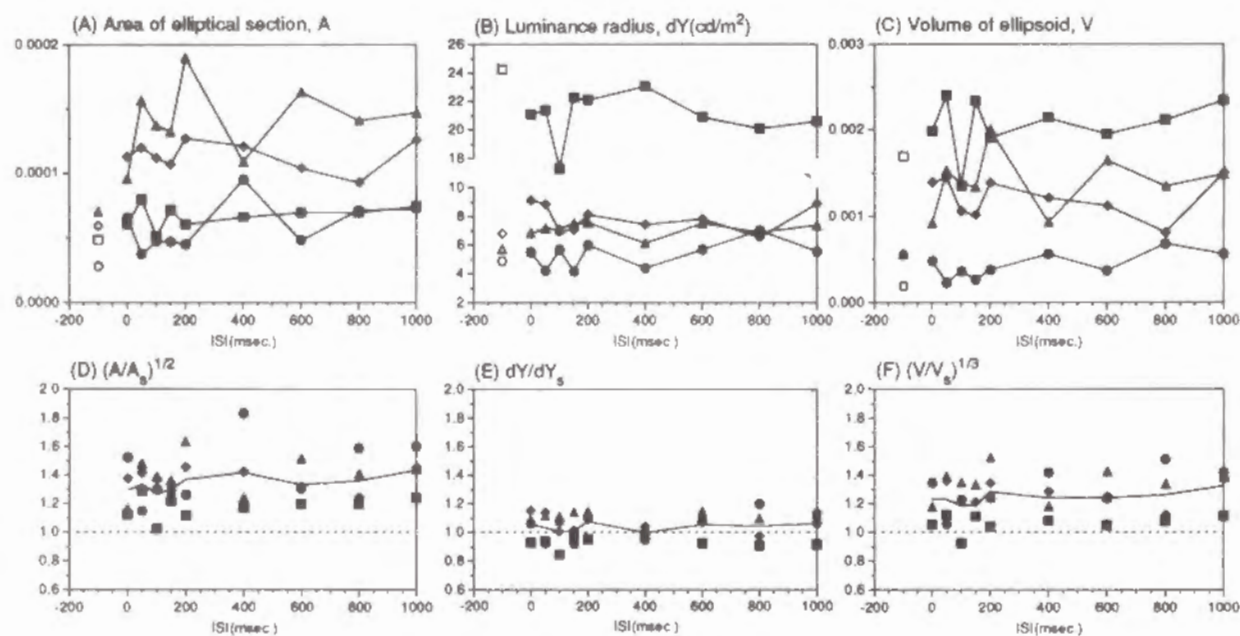 (A) Area of elliptical section, A
0.0002
0.0001
0.0000
-200 0 200 400 600 800 1000
ISI(msec.)
(B) Luminance radius, dY(cd/m²)
26
24
22
20
18
10
8
6
4
2
-200 0 200 400 600 800 1000
ISI(msec.)
(C) Volume of ellipsoid, V
0.003
0.002
0.001
0.000
-200 0 200 400 600 800 1000
ISI(msec.)
(D) (A/Aₛ)¹/²
2.0
1.8
1.6
1.4
1.2
1.0
0.8
0.6
-200 0 200 400 600 800 1000
ISI(msec.)
(E) dY/dYₛ
2.0
1.8
1.6
1.4
1.2
1.0
0.8
0.6
-200 0 200 400 600 800 1000
ISI(msec.)
(F) (V/Vₛ)¹/³
2.0
1.8
1.6
1.4
1.2
1.0
0.8
0.6
-200 0 200 400 600 800 1000
ISI(msec.)